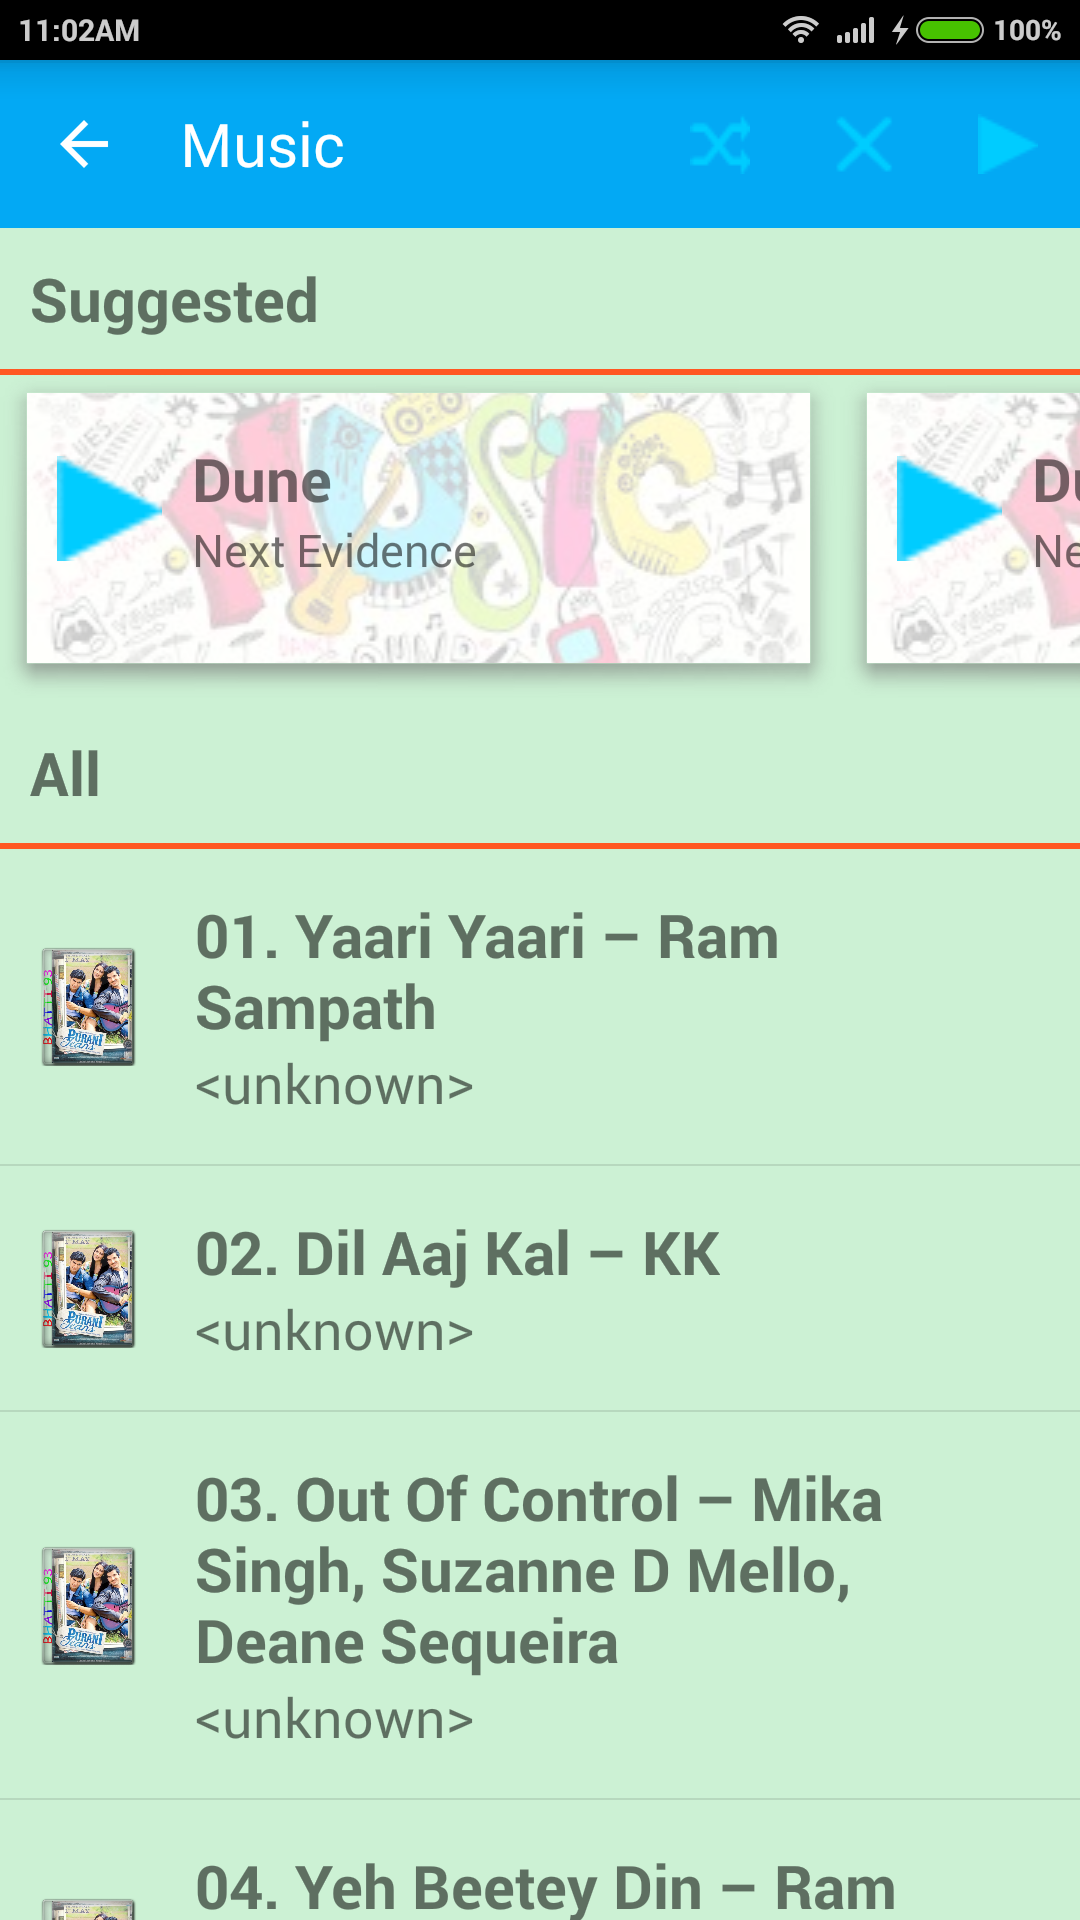 11:02AM 100%
Music
Suggested
Dune
Next Evidence
Du
Ne
All
01. Yaari Yaari – Ram
Sampath
<unknown>
02. Dil Aaj Kal – KK
<unknown>
03. Out Of Control – Mika
Singh, Suzanne D Mello,
Deane Sequeira
<unknown>
04. Yeh Beetey Din – Ram